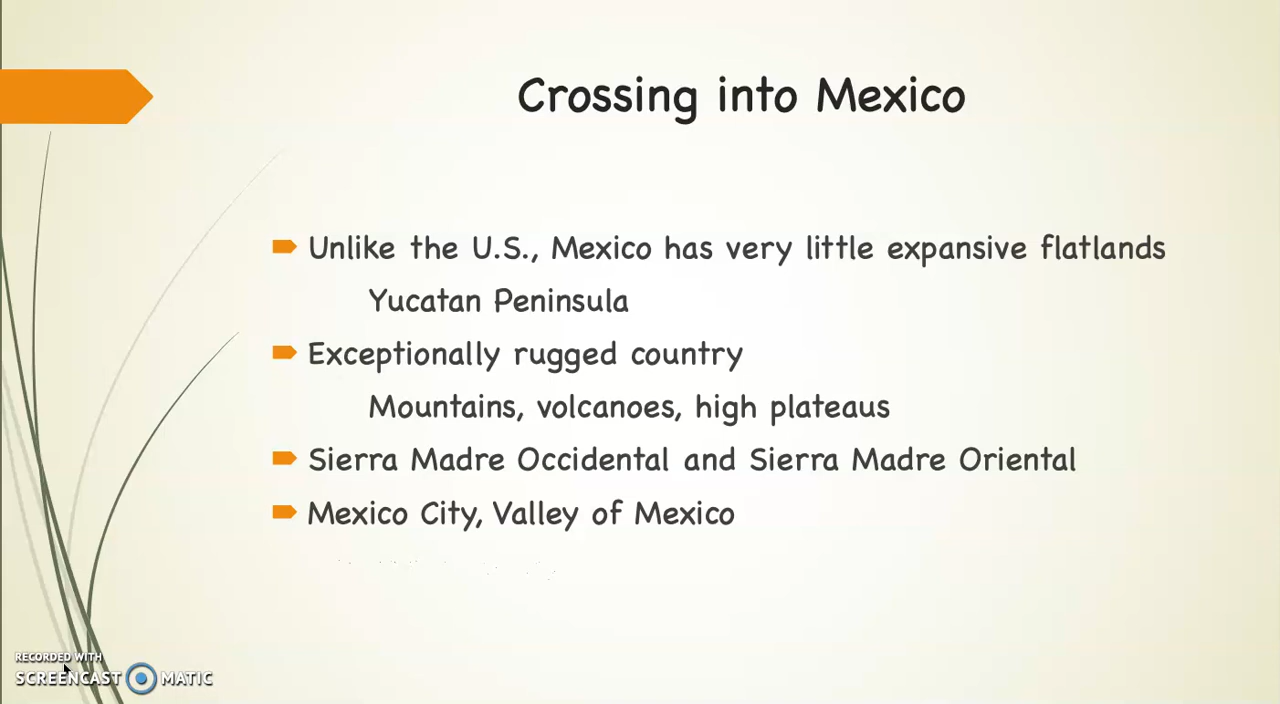 Crossing into Mexico
Unlike the U.S., Mexico has very little expansive flatlands
Yucatan Peninsula
Exceptionally rugged country
Mountains, volcanoes, high plateaus
Sierra Madre Occidental and Sierra Madre Oriental
Mexico City, Valley of Mexico
RECORDED WITH
SCREENCAST MATIC